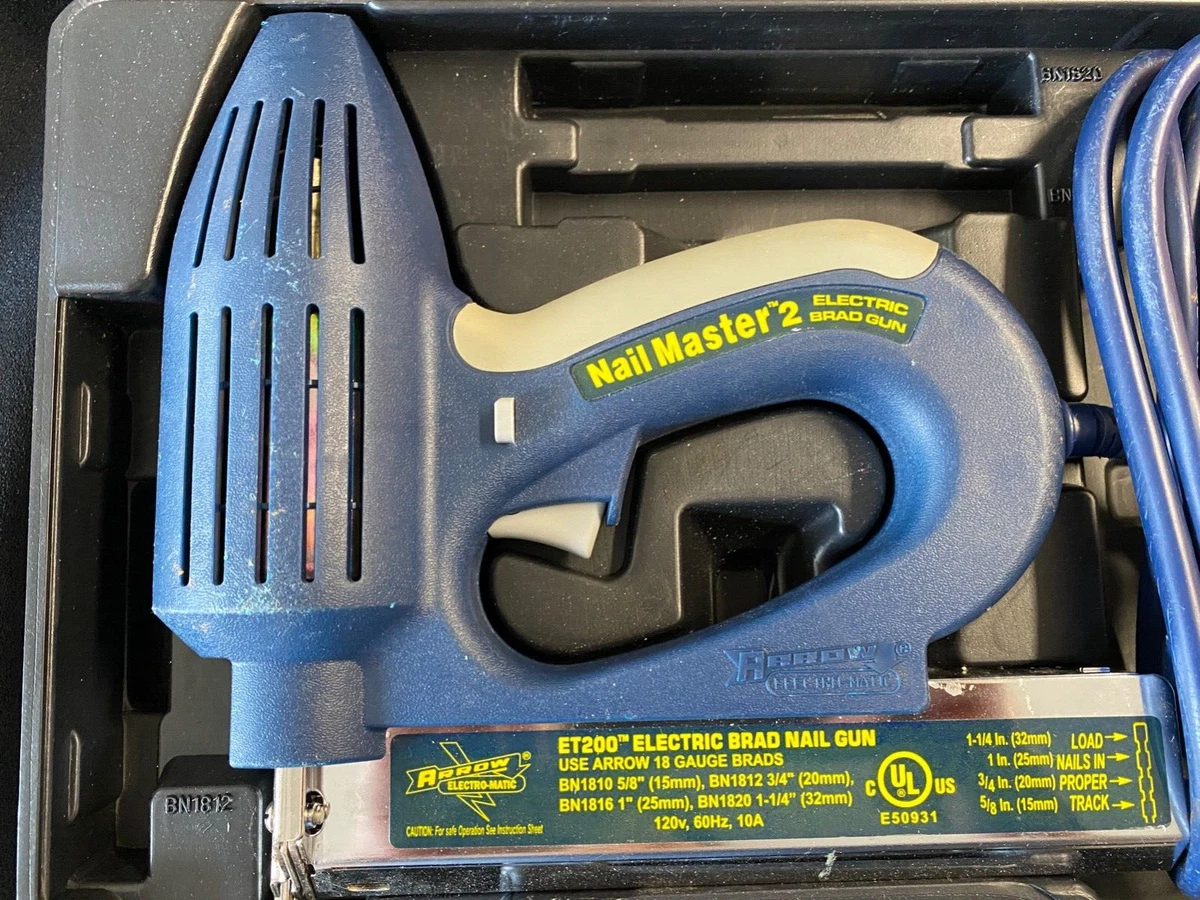 BN1820
BN
Nail Master™2
ELECTRIC
BRAD GUN
ARROW®
ELECTRO-MATIC
BN1812
ARROW®
ELECTRO-MATIC
CAUTION: For safe Operation See Instruction Sheet
ET200™ ELECTRIC BRAD NAIL GUN
USE ARROW 18 GAUGE BRADS
BN1810 5/8" (15mm), BN1812 3/4" (20mm),
BN1816 1" (25mm), BN1820 1-1/4" (32mm)
120v, 60Hz, 10A
C UL US
®
E50931
1-1/4 In. (32mm) LOAD
1 In. (25mm) NAILS IN
3/4 In. (20mm) PROPER
5/8 In. (15mm) TRACK